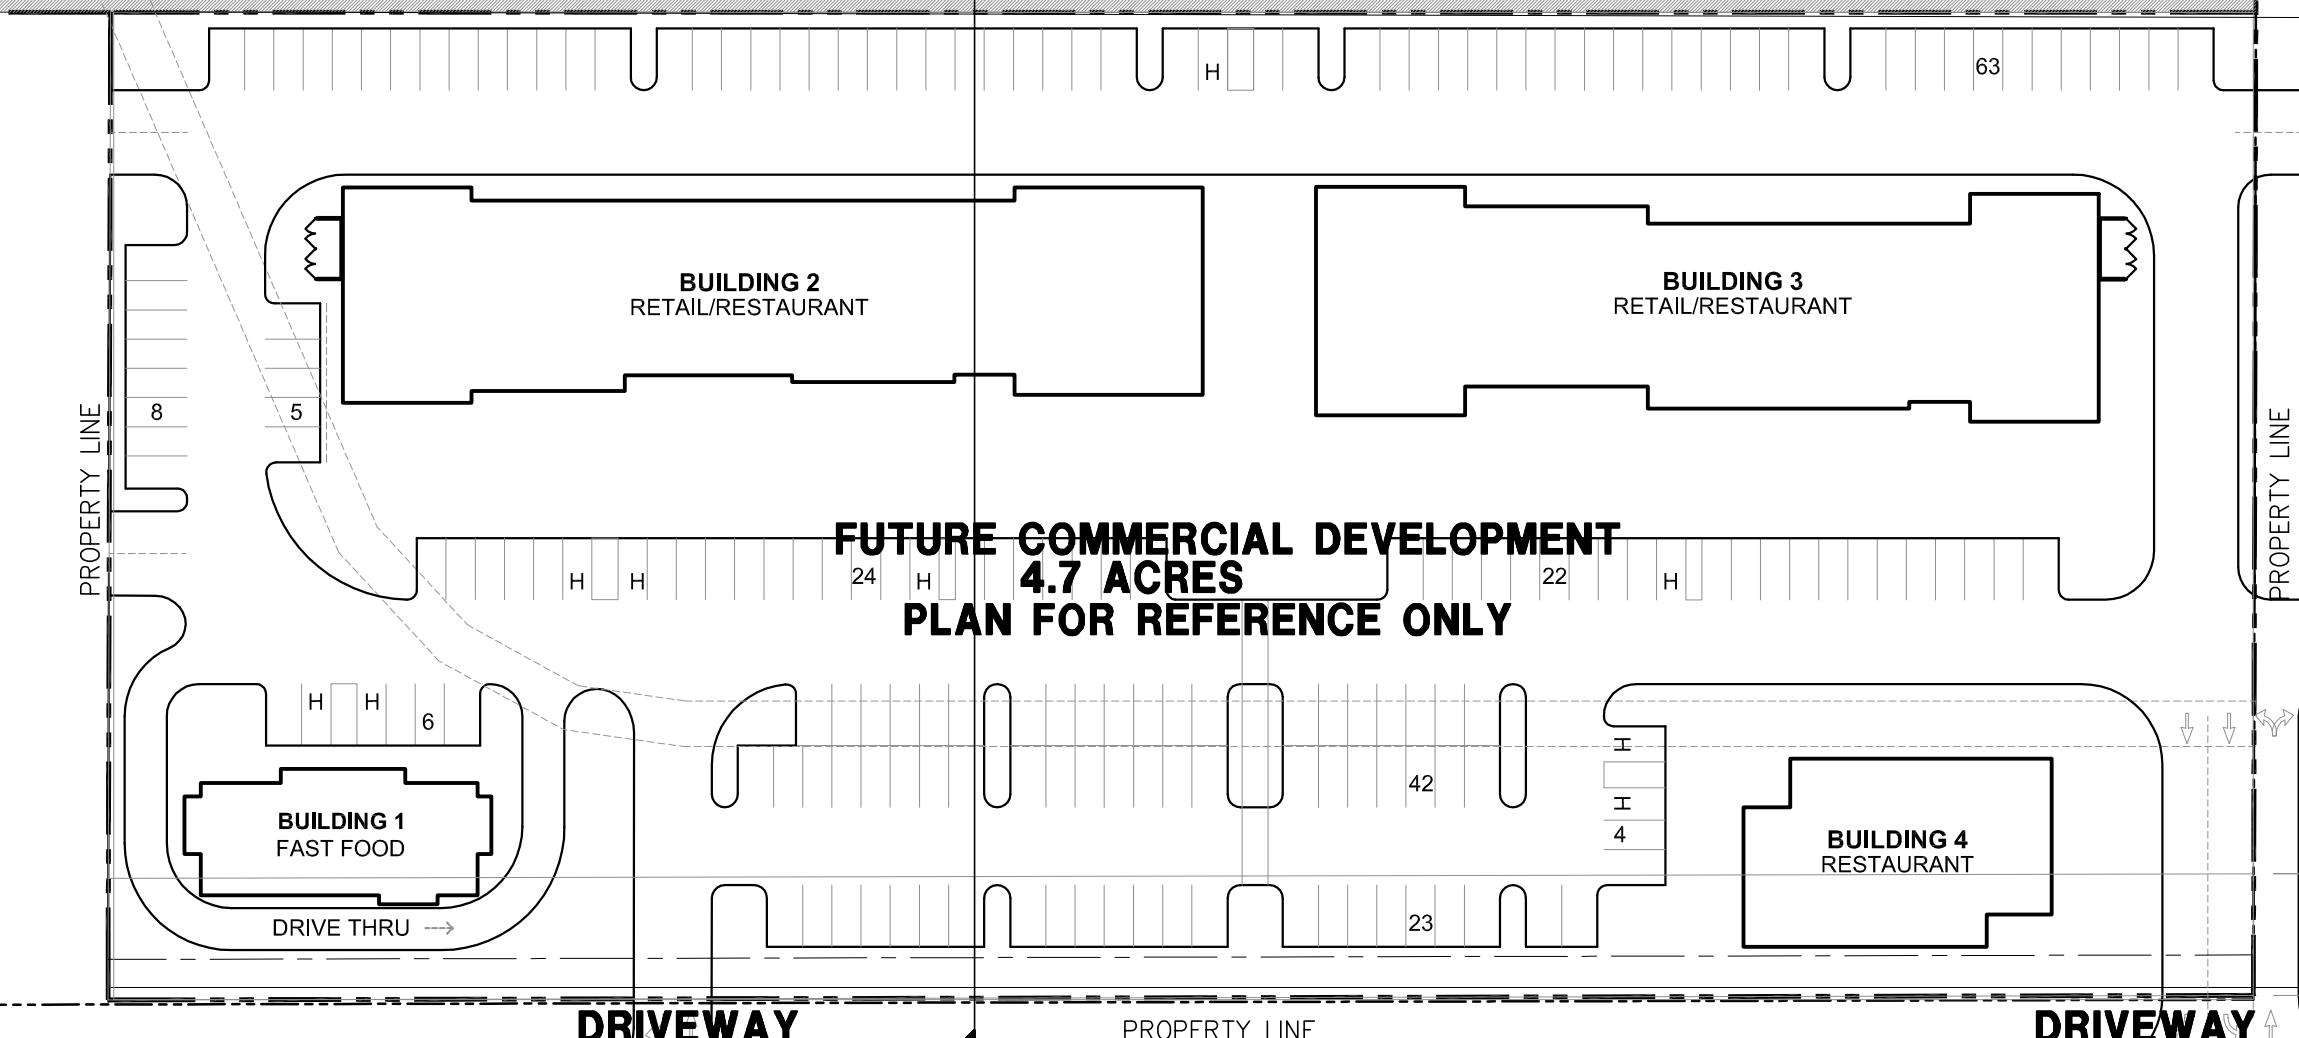 H
63
BUILDING 2
RETAIL/RESTAURANT
BUILDING 3
RETAIL/RESTAURANT
PROPERTY LINE
8
5
PROPERTY LINE
FUTURE COMMERCIAL DEVELOPMENT
H
H
24
H
4.7 ACRES
22
H
PLAN FOR REFERENCE ONLY
H
H
6
H
42
H
4
BUILDING 1
FAST FOOD
BUILDING 4
RESTAURANT
DRIVE THRU
23
DRIVEWAY
PROPERTY LINE
DRIVEWAY